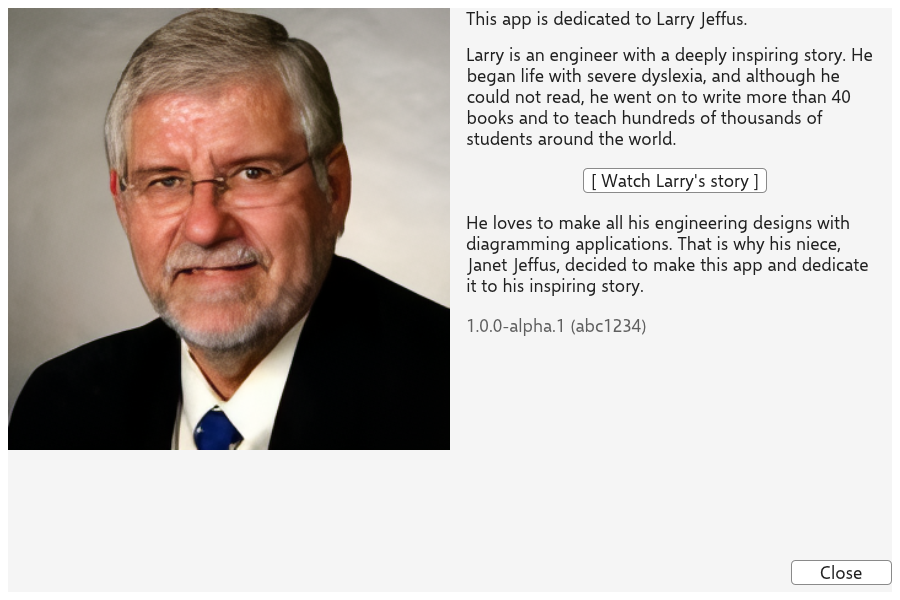 This app is dedicated to Larry Jeffus.
Larry is an engineer with a deeply inspiring story. He
began life with severe dyslexia, and although he
could not read, he went on to write more than 40
books and to teach hundreds of thousands of
students around the world.
[ Watch Larry's story ]
He loves to make all his engineering designs with
diagramming applications. That is why his niece,
Janet Jeffus, decided to make this app and dedicate
it to his inspiring story.
1.0.0-alpha.1 (abc1234)
Close